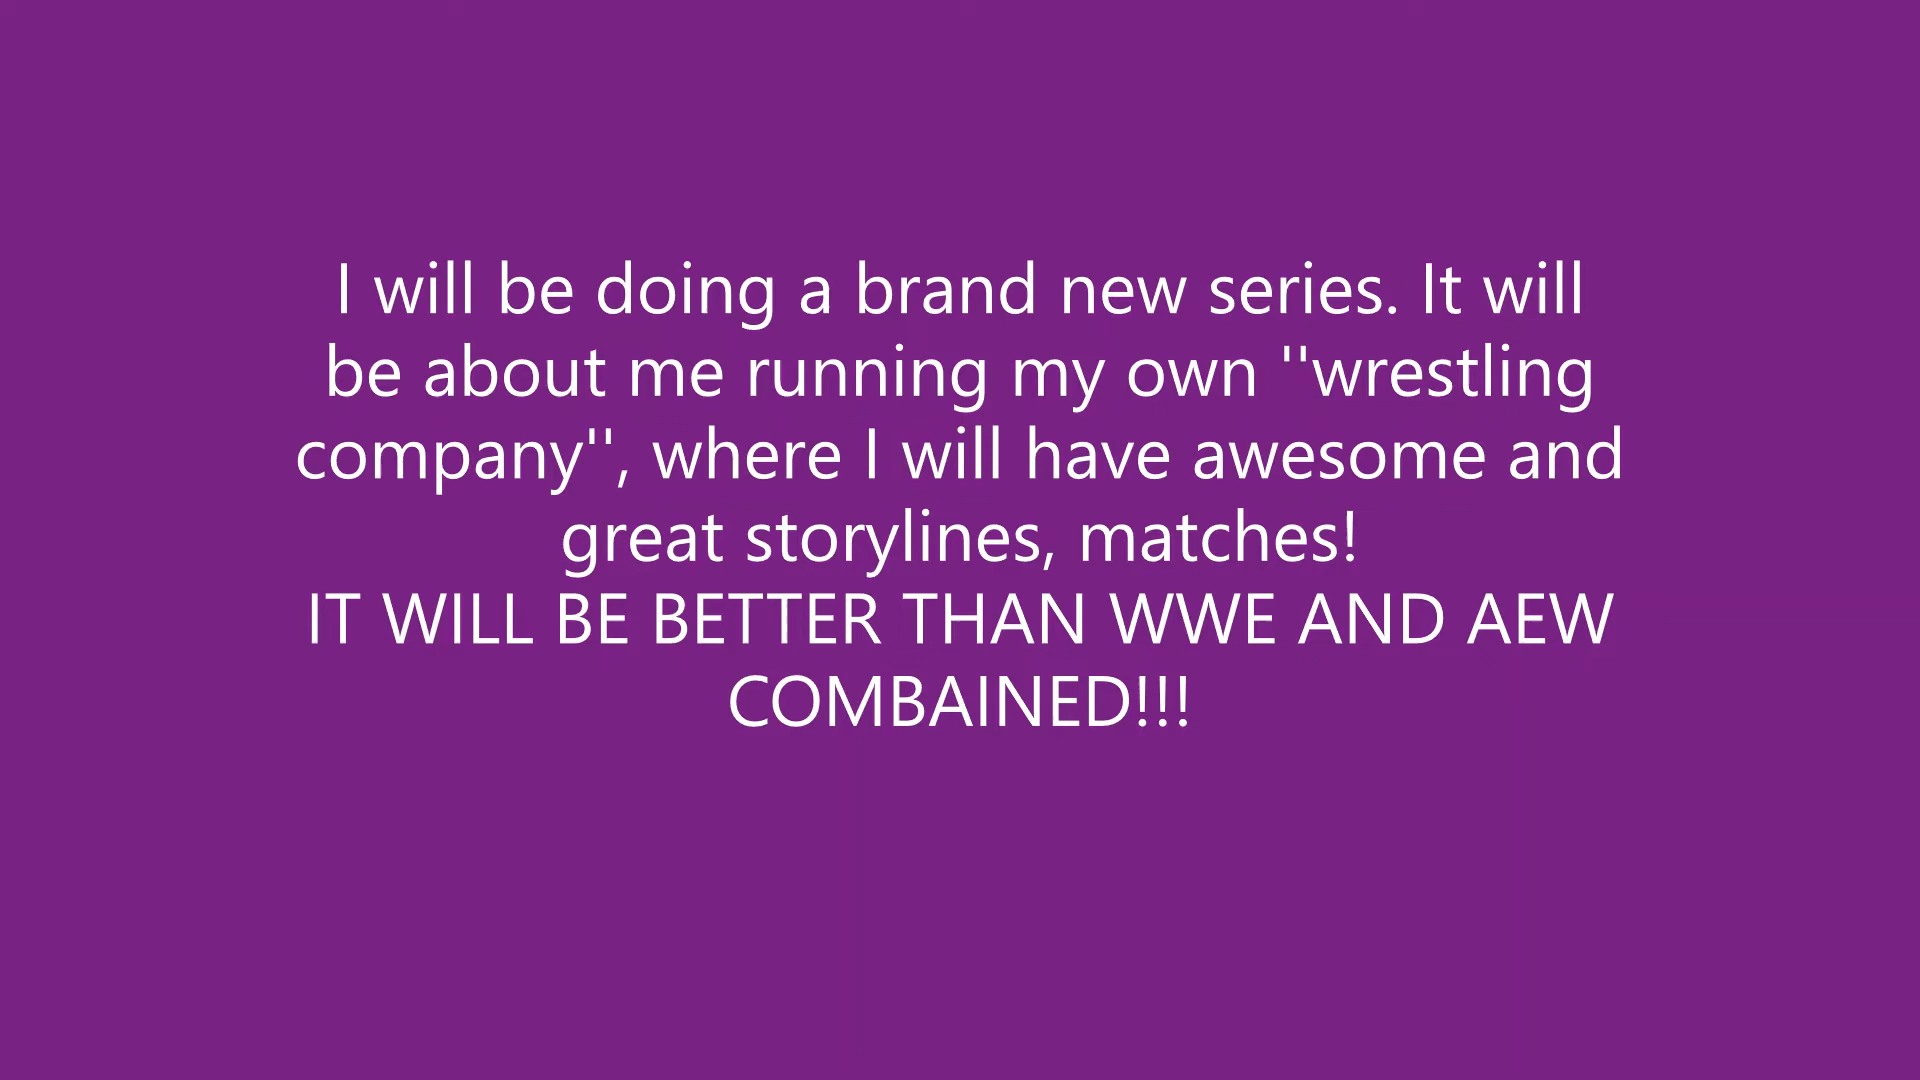 I will be doing a brand new series. It will
be about me running my own ''wrestling
company'', where I will have awesome and
great storylines, matches!
IT WILL BE BETTER THAN WWE AND AEW
COMBAINED!!!